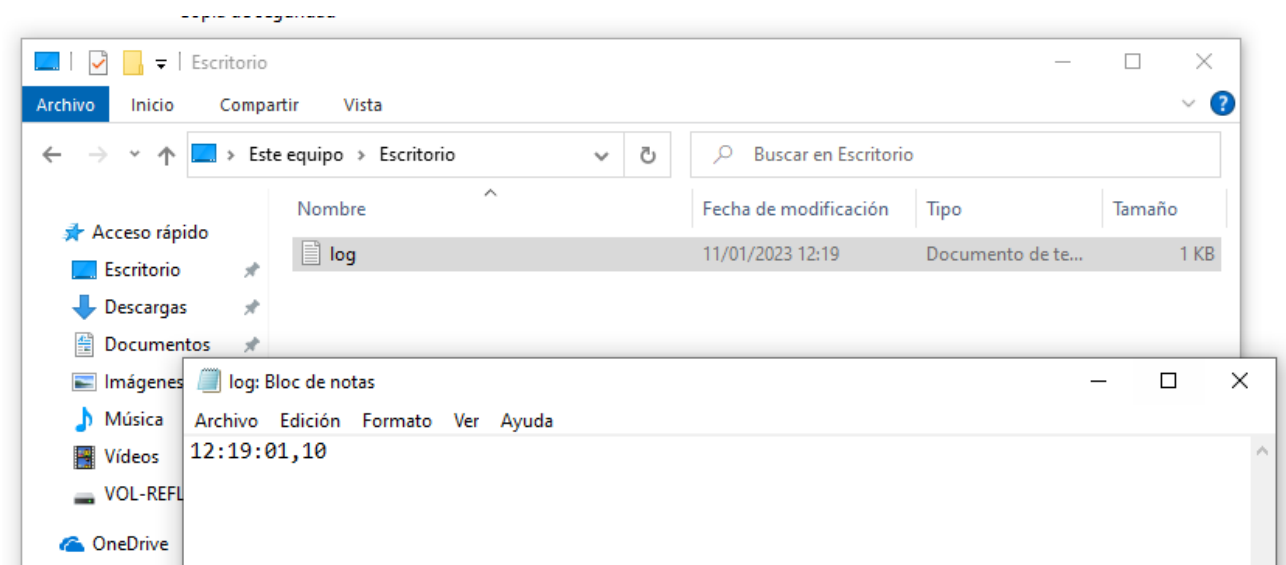 Escritorio
Archivo Inicio Compartir Vista
Este equipo > Escritorio Buscar en Escritorio
Nombre Fecha de modificación Tipo Tamaño
Acceso rápido
log 11/01/2023 12:19 Documento de te... 1 KB
Escritorio
Descargas
Documentos
Imágenes
Música
Vídeos
VOL-REFL
OneDrive
log: Bloc de notas
Archivo Edición Formato Ver Ayuda
12:19:01,10